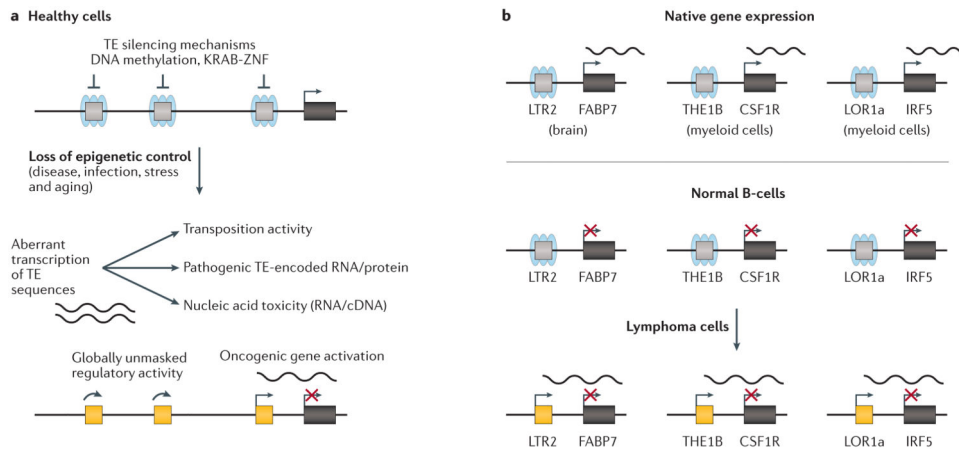 a Healthy cells
TE silencing mechanisms
DNA methylation, KRAB-ZNF
Loss of epigenetic control
(disease, infection, stress
and aging)
Aberrant
transcription
of TE
sequences
Transposition activity
Pathogenic TE-encoded RNA/protein
Nucleic acid toxicity (RNA/cDNA)
Globally unmasked
regulatory activity
Oncogenic gene activation
b Native gene expression
LTR2 FABP7 THE1B CSF1R LOR1a IRF5
(brain) (myeloid cells) (myeloid cells)
Normal B-cells
LTR2 FABP7 THE1B CSF1R LOR1a IRF5
Lymphoma cells
LTR2 FABP7 THE1B CSF1R LOR1a IRF5